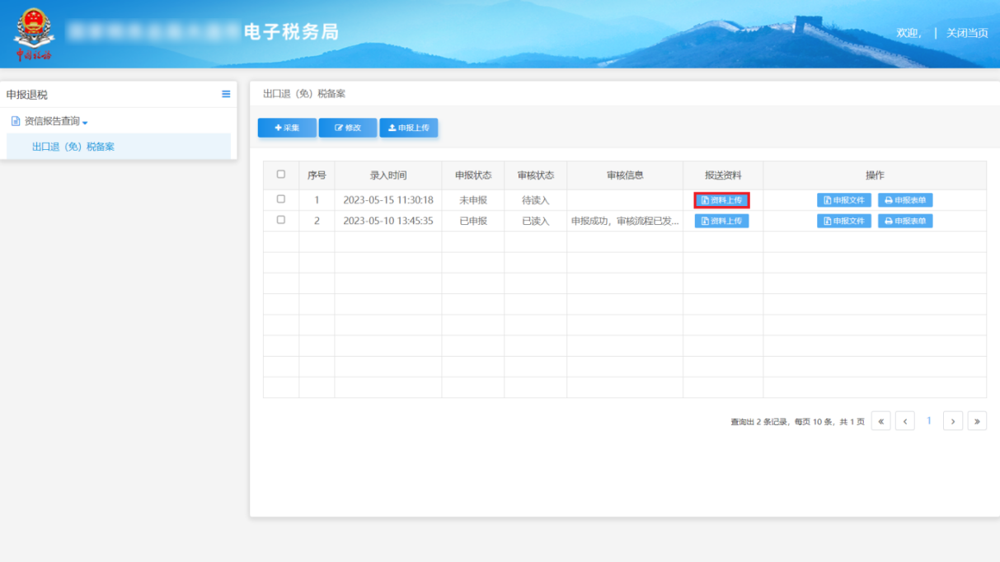 中国税务
电子税务局
欢迎, | 关闭当页
申报退税
资信报告查询
出口退（免）税备案
出口退（免）税备案
采集 修改 申报上传
序号 录入时间 申报状态 审核状态 审核信息 报送资料 操作
1 2023-05-15 11:30:18 未申报 待读入 资料上传 申报文件 申报表单
2 2023-05-10 13:45:35 已申报 已读入 申报成功，审核流程已发... 资料上传 申报文件 申报表单
查询出 2 条记录, 每页 10 条, 共 1 页 « ‹ 1 › »